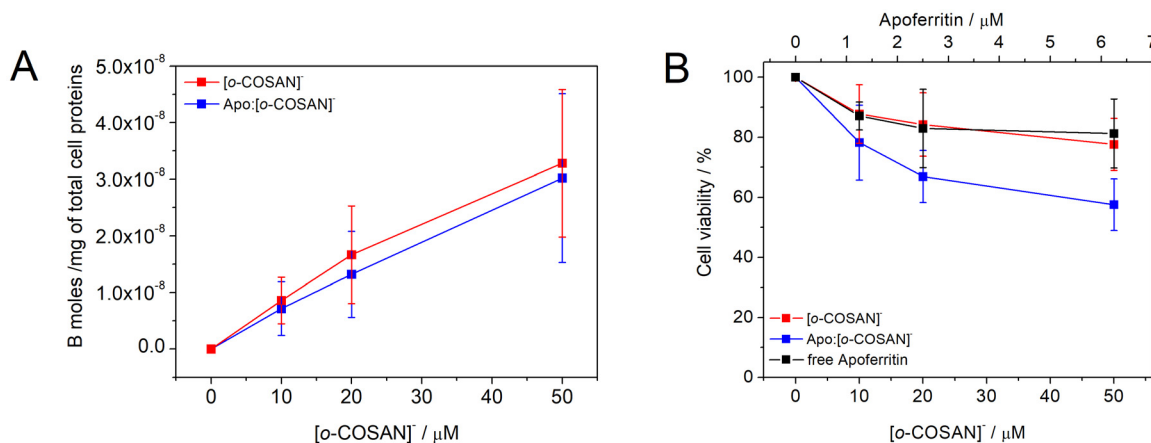 A
B moles /mg of total cell proteins
5.0x10⁻⁸
4.0x10⁻⁸
3.0x10⁻⁸
2.0x10⁻⁸
1.0x10⁻⁸
0.0
[o-COSAN]⁻
Apo:[o-COSAN]⁻
0 10 20 30 40 50
[o-COSAN]⁻ / μM
B
Apoferritin / μM
0 1 2 3 4 5 6 7
Cell viability / %
100
80
60
40
20
0
[o-COSAN]⁻
Apo:[o-COSAN]⁻
free Apoferritin
0 10 20 30 40 50
[o-COSAN]⁻ / μM